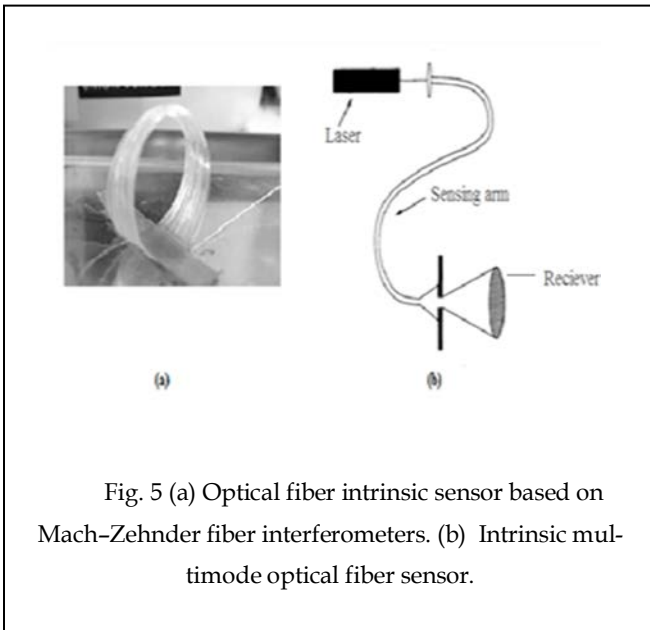 Laser
Sensing arm
Reciever
(a)
(b)
Fig. 5 (a) Optical fiber intrinsic sensor based on
Mach–Zehnder fiber interferometers. (b) Intrinsic mul-
timode optical fiber sensor.